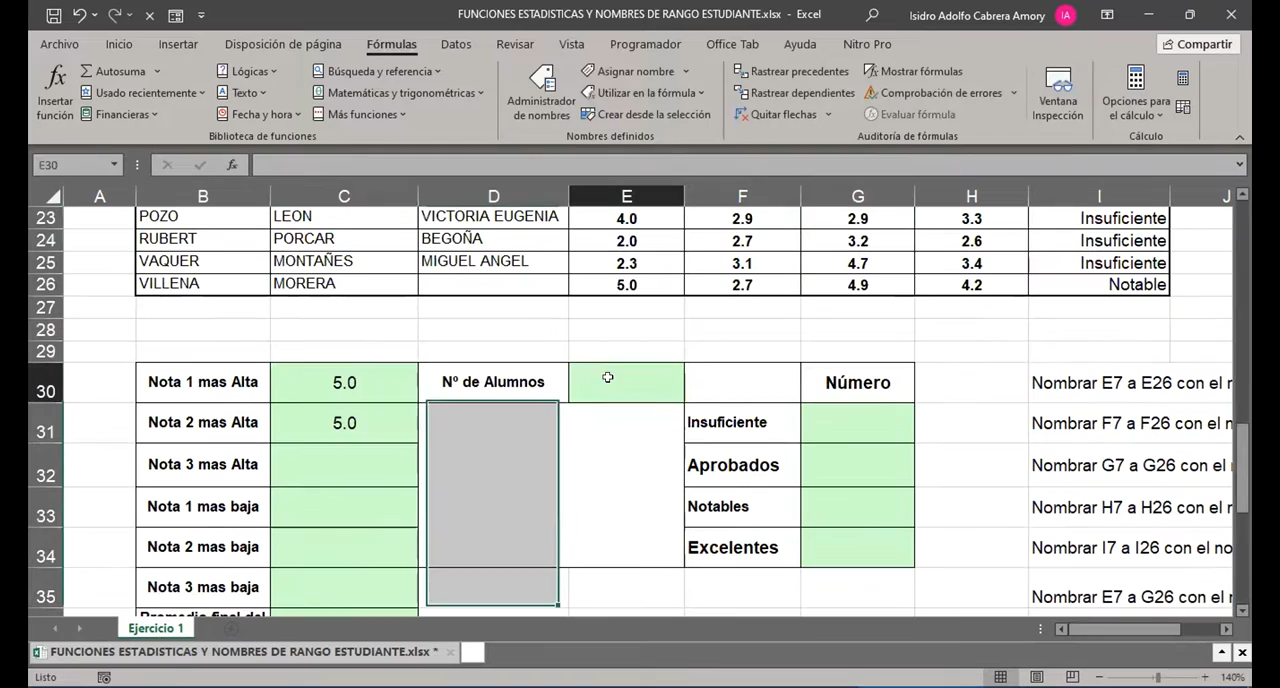 FUNCIONES ESTADISTICAS Y NOMBRES DE RANGO ESTUDIANTE.xlsx - Excel
Isidro Adolfo Cabrera Amory
IA
Archivo Inicio Insertar Disposición de página Fórmulas Datos Revisar Vista Programador Office Tab Ayuda Nitro Pro
Compartir
Insertar función
Autosuma
Usado recientemente
Financieras
Lógicas
Texto
Fecha y hora
Búsqueda y referencia
Matemáticas y trigonométricas
Más funciones
Biblioteca de funciones
Administrador de nombres
Asignar nombre
Utilizar en la fórmula
Crear desde la selección
Nombres definidos
Rastrear precedentes
Rastrear dependientes
Quitar flechas
Mostrar fórmulas
Comprobación de errores
Evaluar fórmula
Auditoría de fórmulas
Ventana Inspección
Opciones para el cálculo
Cálculo
E30
fx
A B C D E F G H I J
23 POZO LEON VICTORIA EUGENIA 4.0 2.9 2.9 3.3 Insuficiente
24 RUBERT PORCAR BEGOÑA 2.0 2.7 3.2 2.6 Insuficiente
25 VAQUER MONTAÑES MIGUEL ANGEL 2.3 3.1 4.7 3.4 Insuficiente
26 VILLENA MORERA 5.0 2.7 4.9 4.2 Notable
27
28
29
30 Nota 1 mas Alta 5.0 Nº de Alumnos Número Nombrar E7 a E26 con el
31 Nota 2 mas Alta 5.0 Insuficiente Nombrar F7 a F26 con el
32 Nota 3 mas Alta Aprobados Nombrar G7 a G26 con el
33 Nota 1 mas baja Notables Nombrar H7 a H26 con el
34 Nota 2 mas baja Excelentes Nombrar I7 a I26 con el no
35 Nota 3 mas baja Nombrar E7 a G26 con el
Promedio final del
Ejercicio 1
FUNCIONES ESTADISTICAS Y NOMBRES DE RANGO ESTUDIANTE.xlsx *
Listo
140%